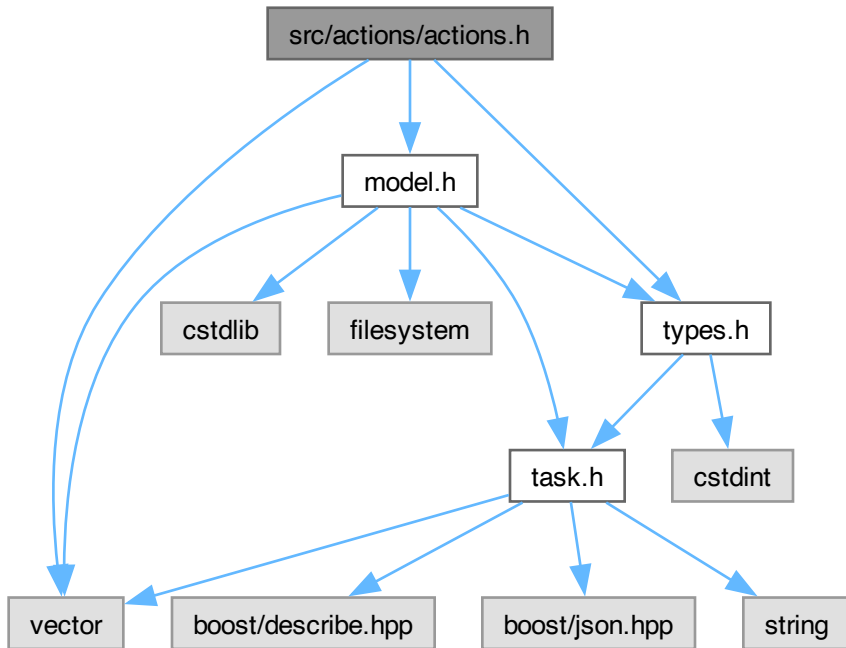 src/actions/actions.h
model.h
cstdlib
filesystem
types.h
task.h
cstdint
vector
boost/describe.hpp
boost/json.hpp
string